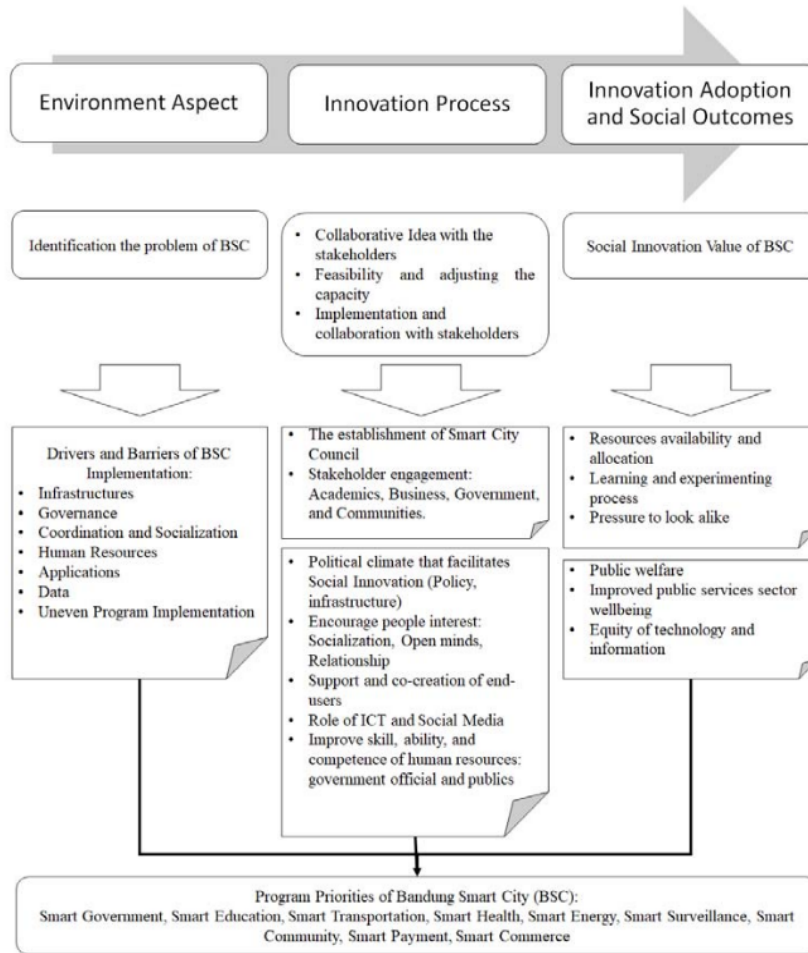 Environment Aspect
Innovation Process
Innovation Adoption
and Social Outcomes
Identification the problem of BSC
• Collaborative Idea with the
stakeholders
• Feasibility and adjusting the
capacity
• Implementation and
collaboration with stakeholders
Social Innovation Value of BSC
Drivers and Barriers of BSC
Implementation:
• Infrastructures
• Governance
• Coordination and Socialization
• Human Resources
• Applications
• Data
• Uneven Program Implementation
• The establishment of Smart City
Council
• Stakeholder engagement:
Academics, Business, Government,
and Communities.
• Political climate that facilitates
Social Innovation (Policy,
infrastructure)
• Encourage people interest:
Socialization, Open minds,
Relationship
• Support and co-creation of end-
users
• Role of ICT and Social Media
• Improve skill, ability, and
competence of human resources:
government official and publics
• Resources availability and
allocation
• Learning and experimenting
process
• Pressure to look alike
• Public welfare
• Improved public services sector
wellbeing
• Equity of technology and
information
Program Priorities of Bandung Smart City (BSC):
Smart Government, Smart Education, Smart Transportation, Smart Health, Smart Energy, Smart Surveillance, Smart
Community, Smart Payment, Smart Commerce